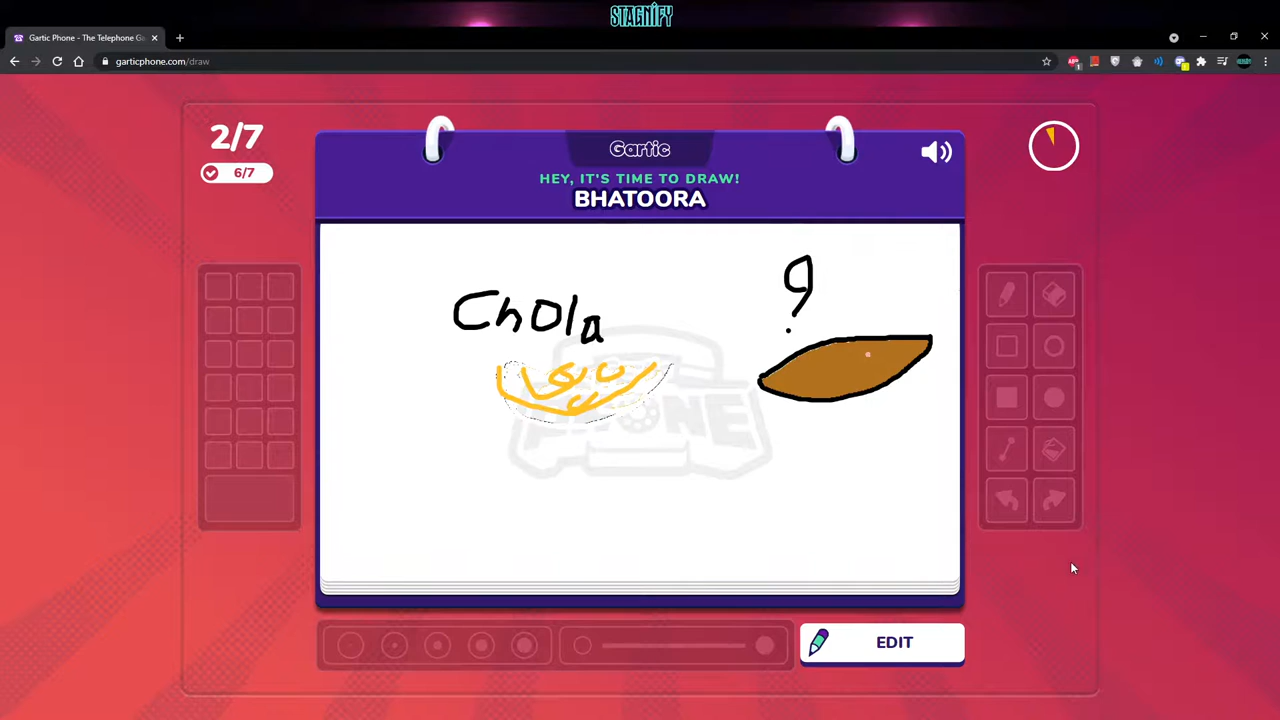 STAGNIFY
Gartic Phone - The Telephone Ga
garticphone.com/draw
2/7
6/7
Gartic
HEY, IT'S TIME TO DRAW!
BHATOORA
Chola
?
PHONE
EDIT